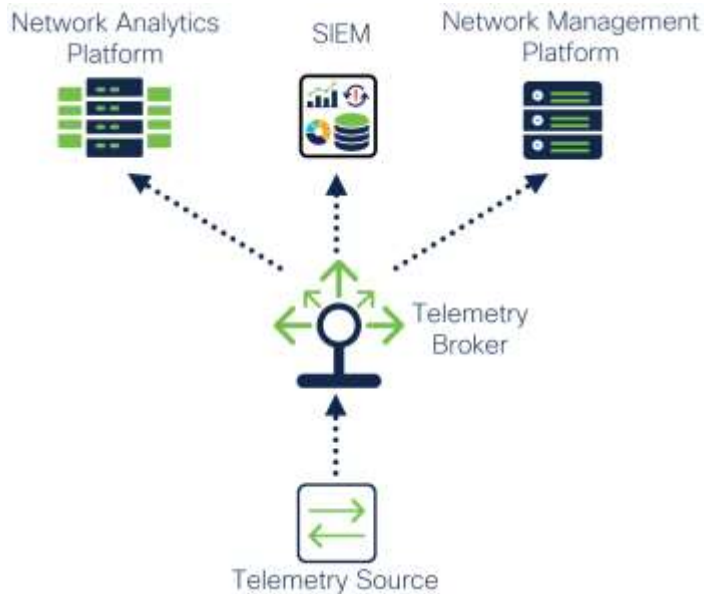 Network Analytics
Platform
SIEM
Network Management
Platform
Telemetry
Broker
Telemetry Source